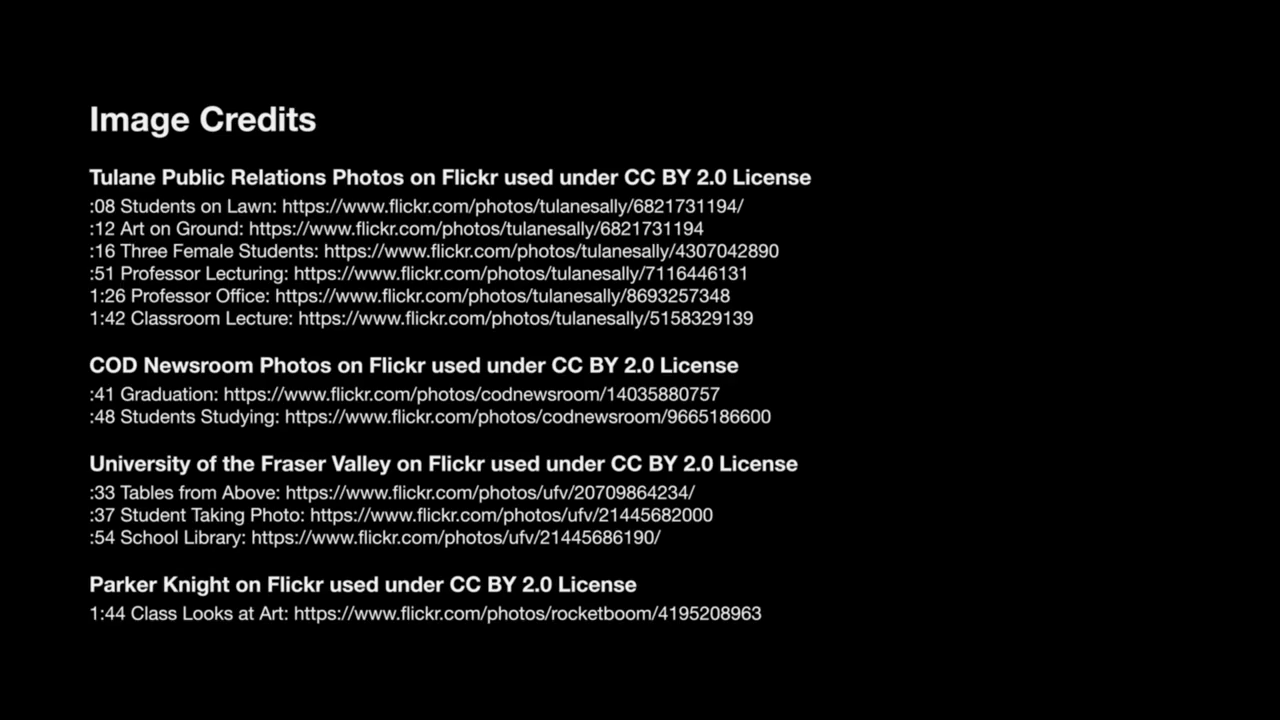 Image Credits
Tulane Public Relations Photos on Flickr used under CC BY 2.0 License
:08 Students on Lawn: https://www.flickr.com/photos/tulanesally/6821731194/
:12 Art on Ground: https://www.flickr.com/photos/tulanesally/6821731194
:16 Three Female Students: https://www.flickr.com/photos/tulanesally/4307042890
:51 Professor Lecturing: https://www.flickr.com/photos/tulanesally/7116446131
1:26 Professor Office: https://www.flickr.com/photos/tulanesally/8693257348
1:42 Classroom Lecture: https://www.flickr.com/photos/tulanesally/5158329139
COD Newsroom Photos on Flickr used under CC BY 2.0 License
:41 Graduation: https://www.flickr.com/photos/codnewsroom/14035880757
:48 Students Studying: https://www.flickr.com/photos/codnewsroom/9665186600
University of the Fraser Valley on Flickr used under CC BY 2.0 License
:33 Tables from Above: https://www.flickr.com/photos/ufv/20709864234/
:37 Student Taking Photo: https://www.flickr.com/photos/ufv/21445682000
:54 School Library: https://www.flickr.com/photos/ufv/21445686190/
Parker Knight on Flickr used under CC BY 2.0 License
1:44 Class Looks at Art: https://www.flickr.com/photos/rocketboom/4195208963